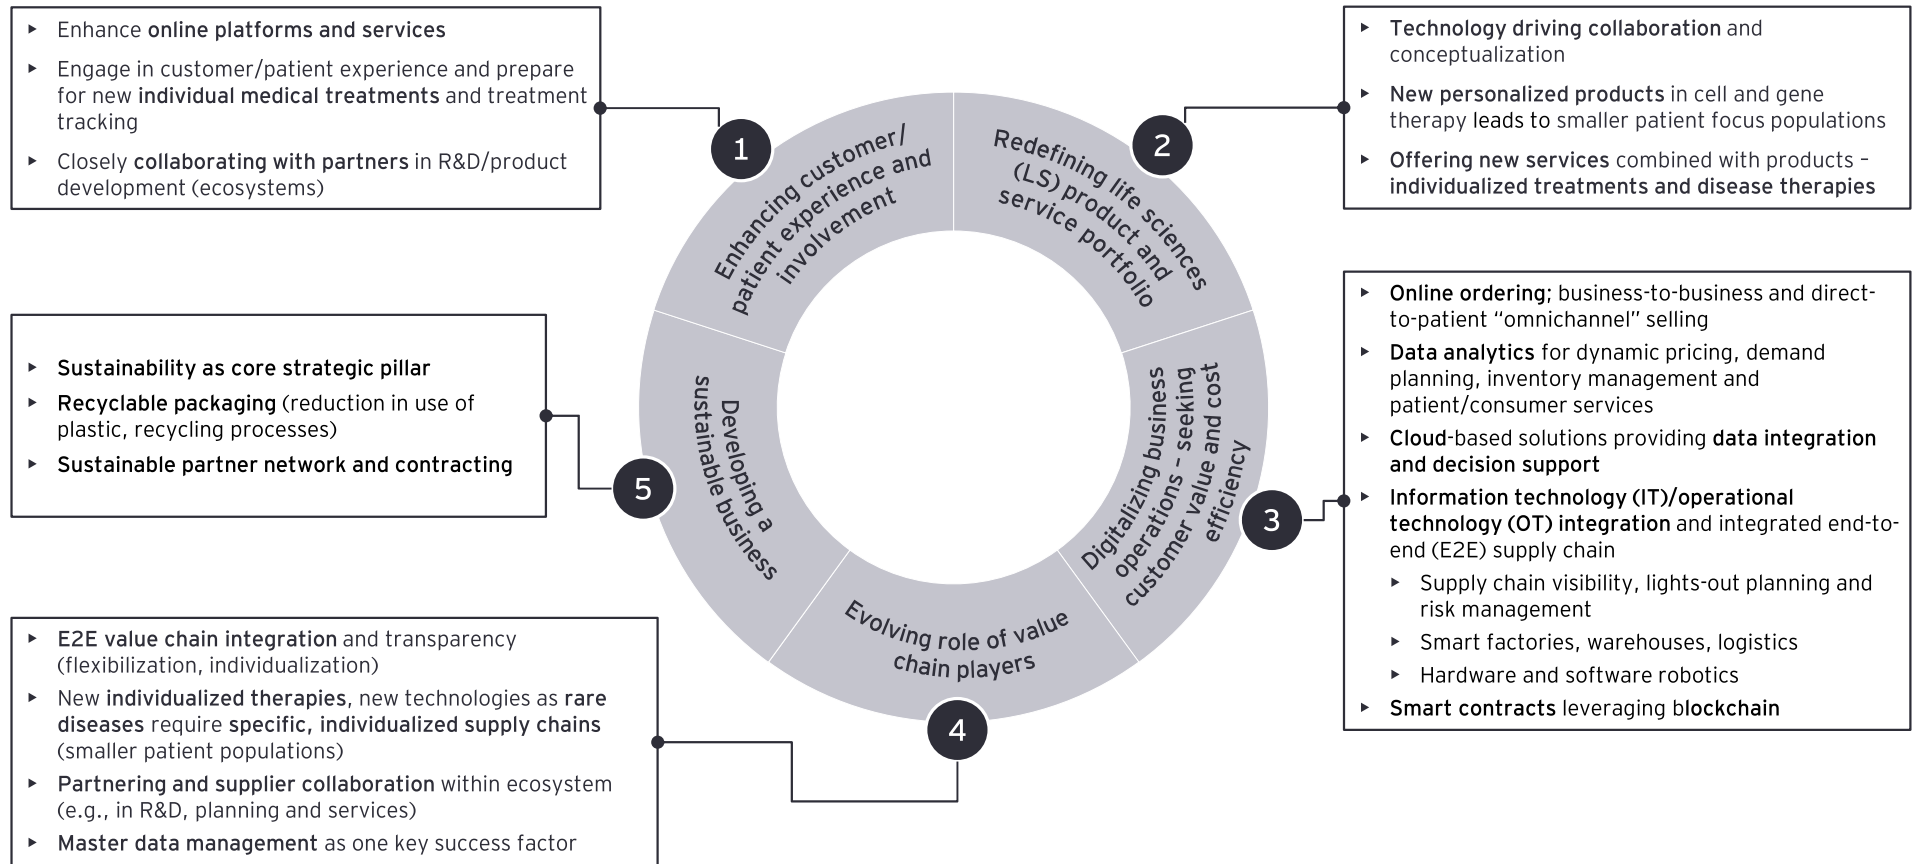 Enhance online platforms and services
Engage in customer/patient experience and prepare
for new individual medical treatments and treatment
tracking
Closely collaborating with partners in R&D/product
development (ecosystems)
1
Enhancing customer/
patient experience and
involvement
2
Redefining life sciences
(LS) product and
service portfolio
Technology driving collaboration and
conceptualization
New personalized products in cell and gene
therapy leads to smaller patient focus populations
Offering new services combined with products –
individualized treatments and disease therapies
3
Digitalizing business
operations – seeking
customer value and cost
efficiency
Online ordering; business-to-business and direct-
to-patient “omnichannel” selling
Data analytics for dynamic pricing, demand
planning, inventory management and
patient/consumer services
Cloud-based solutions providing data integration
and decision support
Information technology (IT)/operational
technology (OT) integration and integrated end-to-
end (E2E) supply chain
Supply chain visibility, lights-out planning and
risk management
Smart factories, warehouses, logistics
Hardware and software robotics
Smart contracts leveraging blockchain
4
Evolving role of value
chain players
E2E value chain integration and transparency
(flexibilization, individualization)
New individualized therapies, new technologies as rare
diseases require specific, individualized supply chains
(smaller patient populations)
Partnering and supplier collaboration within ecosystem
(e.g., in R&D, planning and services)
Master data management as one key success factor
5
Developing a
sustainable business
Sustainability as core strategic pillar
Recyclable packaging (reduction in use of
plastic, recycling processes)
Sustainable partner network and contracting